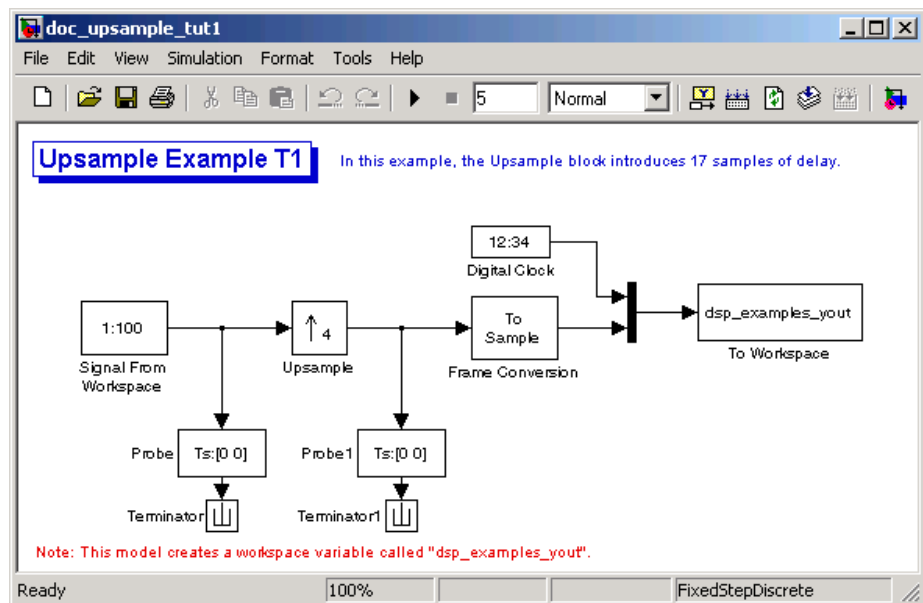 doc_upsample_tut1
File Edit View Simulation Format Tools Help
5 Normal
Upsample Example T1
In this example, the Upsample block introduces 17 samples of delay.
12:34
Digital Clock
1:100
Signal From
Workspace
4
Upsample
To
Sample
Frame Conversion
dsp_examples_yout
To Workspace
Probe
Ts:[0 0]
Probe1
Ts:[0 0]
Terminator
Terminator1
Note: This model creates a workspace variable called "dsp_examples_yout".
Ready 100% FixedStepDiscrete